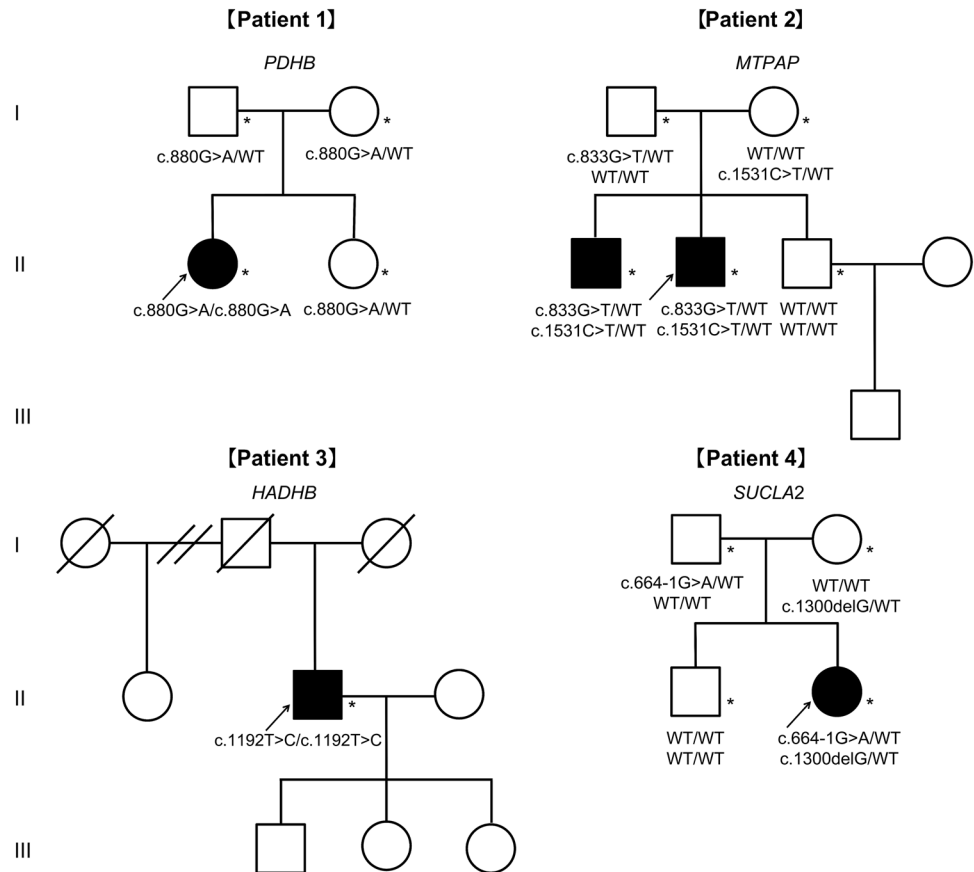 【Patient 1】
PDHB
I
*
*
c.880G>A/WT
c.880G>A/WT
II
*
*
c.880G>A/c.880G>A
c.880G>A/WT
III
【Patient 2】
MTPAP
*
*
c.833G>T/WT
WT/WT
WT/WT
c.1531C>T/WT
*
*
*
c.833G>T/WT
c.1531C>T/WT
c.833G>T/WT
c.1531C>T/WT
WT/WT
WT/WT
【Patient 3】
HADHB
I
II
*
c.1192T>C/c.1192T>C
III
【Patient 4】
SUCLA2
*
*
c.664-1G>A/WT
WT/WT
WT/WT
c.1300delG/WT
*
*
WT/WT
WT/WT
c.664-1G>A/WT
c.1300delG/WT